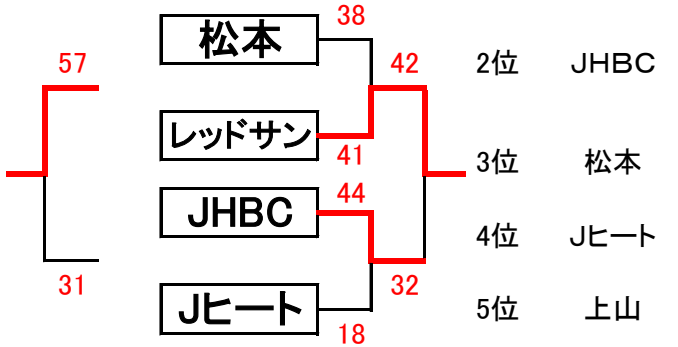 38
松本
57
42
2位 JHBC
レッドサン
41
3位 松本
44
JHBC
4位 Jヒート
31
32
Jヒート
5位 上山
18